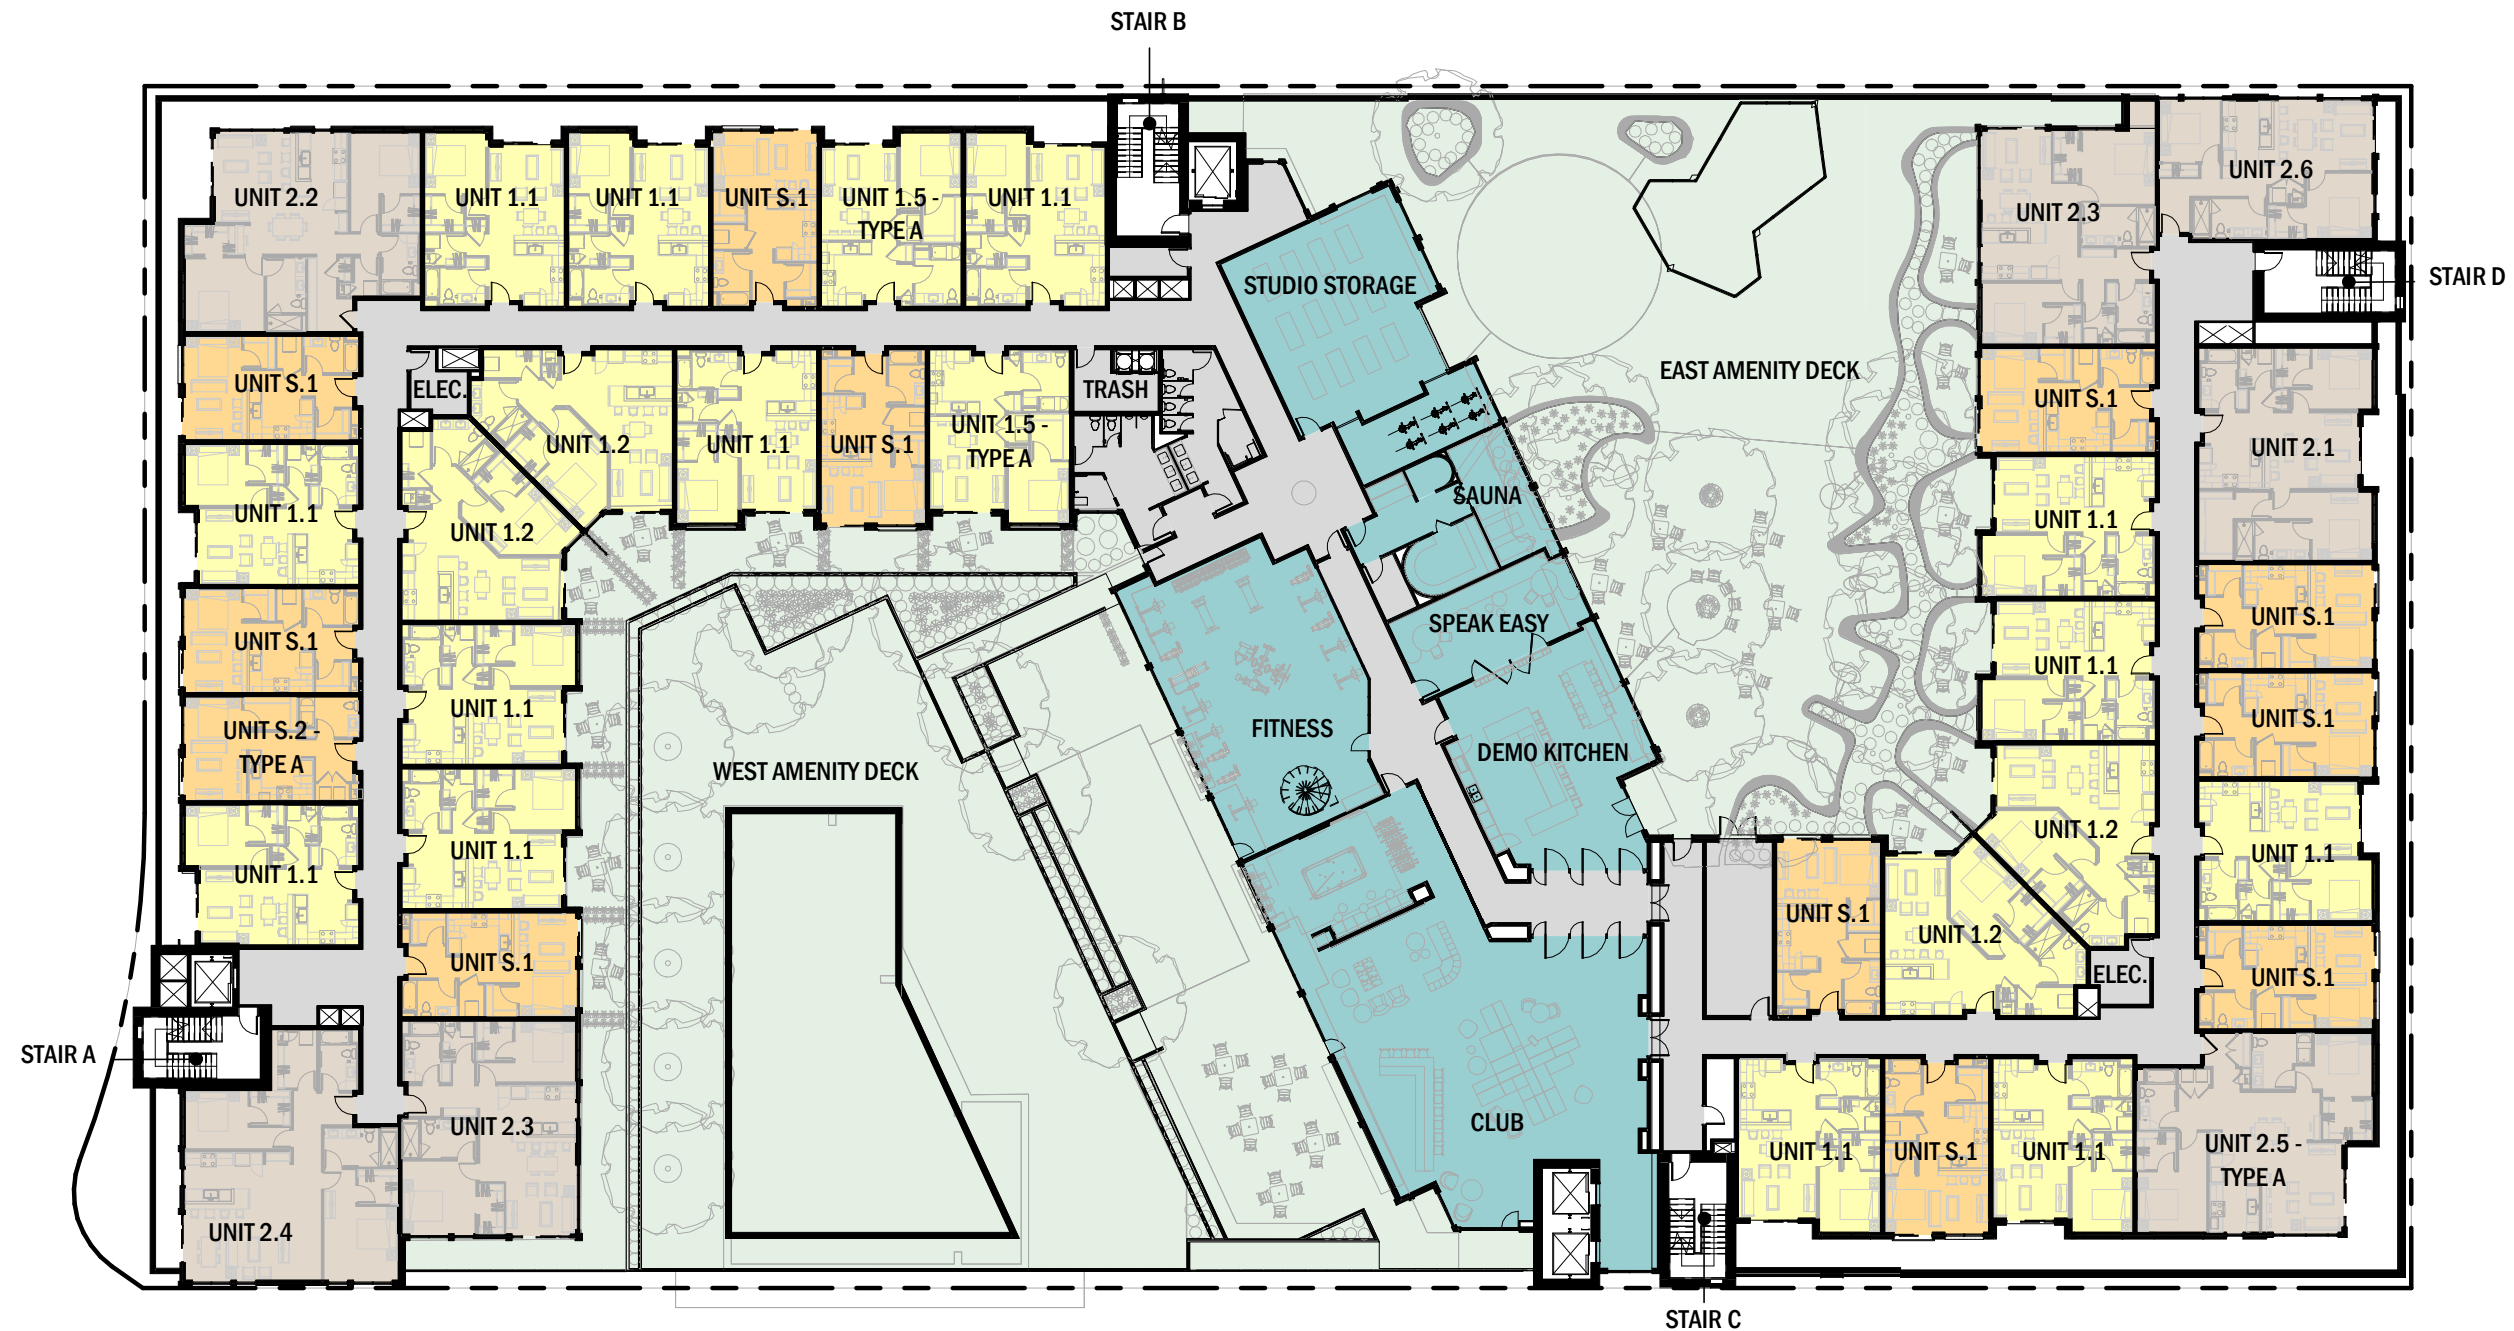 STAIR B
UNIT 2.2
UNIT 1.1
UNIT 1.1
UNIT S.1
UNIT 1.5 -
TYPE A
UNIT 1.1
UNIT 2.3
UNIT 2.6
STAIR D
STUDIO STORAGE
EAST AMENITY DECK
UNIT S.1
ELEC.
UNIT 1.2
UNIT 1.1
UNIT S.1
UNIT 1.5 -
TYPE A
TRASH
UNIT S.1
UNIT 2.1
UNIT 1.1
UNIT 1.2
SAUNA
UNIT 1.1
UNIT S.1
SPEAK EASY
UNIT 1.1
UNIT S.1
UNIT S.2 -
TYPE A
UNIT 1.1
WEST AMENITY DECK
FITNESS
DEMO KITCHEN
UNIT S.1
UNIT 1.1
UNIT 1.1
UNIT 1.2
UNIT 1.1
UNIT S.1
UNIT S.1
UNIT 1.2
ELEC.
UNIT S.1
STAIR A
UNIT 2.3
UNIT 2.4
CLUB
UNIT 1.1
UNIT S.1
UNIT 1.1
UNIT 2.5 -
TYPE A
STAIR C